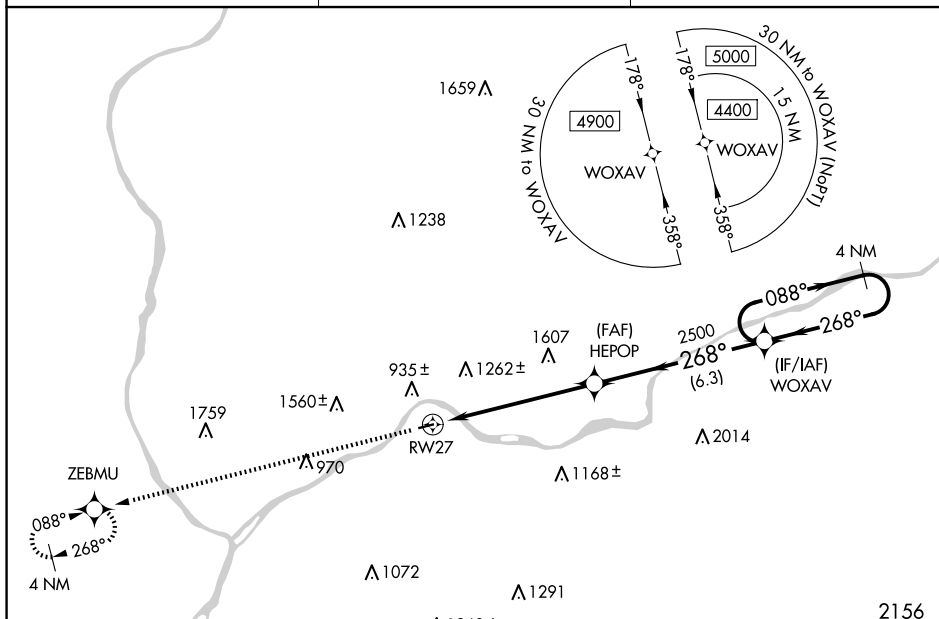 5000
30 NM to WOXAV (NoPT)
178°
178°
1659
15 NM
4400
4900
30 NM to WOXAV
WOXAV
WOXAV
358°
358°
1238
4 NM
088°
268°
(FAF)
HEPOP
2500
268°
(6.3)
(IF/IAF)
WOXAV
1607
1262±
935±
1560±
1759
RW27
2014
970
1168±
ZEBMU
088°
268°
4 NM
1072
1291
2156